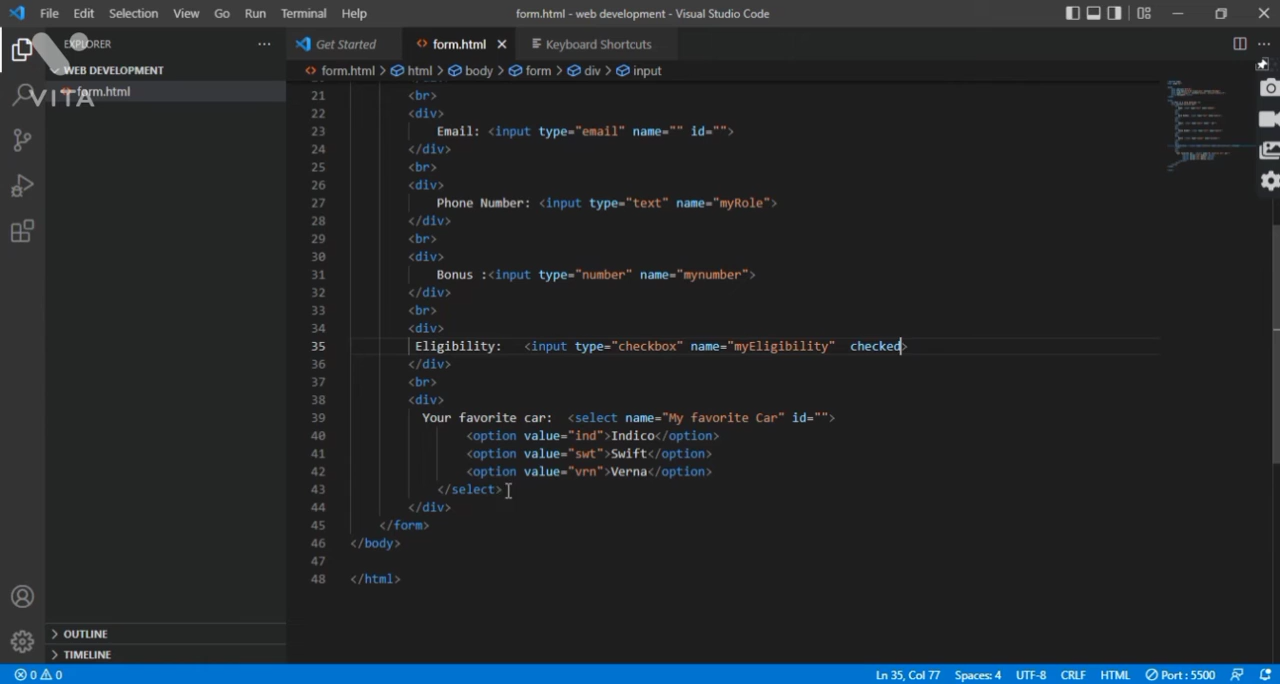 File Edit Selection View Go Run Terminal Help form.html - web development - Visual Studio Code
EXPLORER ··· Get Started <> form.html × Keyboard Shortcuts ···
WEB DEVELOPMENT <> form.html > html > body > form > div > input
VITA
form.html
21 <br>
22 <div>
23 Email: <input type="email" name="" id="">
24 </div>
25 <br>
26 <div>
27 Phone Number: <input type="text" name="myRole">
28 </div>
29 <br>
30 <div>
31 Bonus :<input type="number" name="mynumber">
32 </div>
33 <br>
34 <div>
35 Eligibility: <input type="checkbox" name="myEligibility" checked>
36 </div>
37 <br>
38 <div>
39 Your favorite car: <select name="My favorite Car" id="">
40 <option value="ind">Indico</option>
41 <option value="swt">Swift</option>
42 <option value="vrn">Verna</option>
43 </select>
44 </div>
45 </form>
46 </body>
47
48 </html>
OUTLINE
TIMELINE
0 0 Ln 35, Col 77 Spaces: 4 UTF-8 CRLF HTML Port : 5500